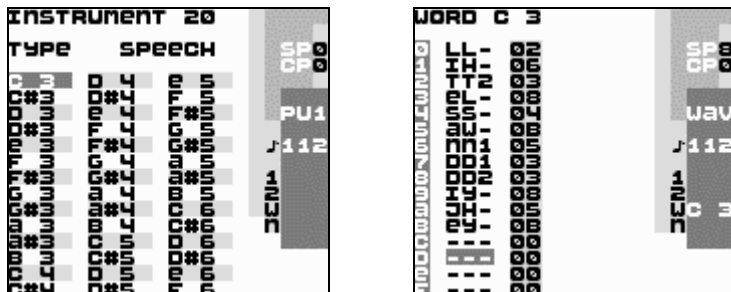 INSTRUMENT 20
TYPE SPEECH SP0
CP0
C 3 D 4 e 5
C#3 D#4 F 5
D 3 e 4 F#5 PU1
D#3 F 4 G 5
e 3 F#4 G#5 ♪112
F 3 G 4 a 5
F#3 G#4 a#5 1
G 3 a 4 B 5 2
G#3 a#4 C 6 W
a 3 B 4 C#6 n
a#3 C 5 D 6
B 3 C#5 D#6
C 4 D 5 e 6
C#4 D#5 F 6
WORD C 3
0 LL- 02 SP8
1 IH- 06 CP0
2 TT2 03
3 eL- 08
4 SS- 04 wav
5 aw- 0B
6 nn1 05 ♪112
7 DD1 03
8 DD2 03 1
9 IY- 08 2
a JH- 05 W C 3
B eY- 0B n
C --- 00
D --- 00
e --- 00
F --- 00